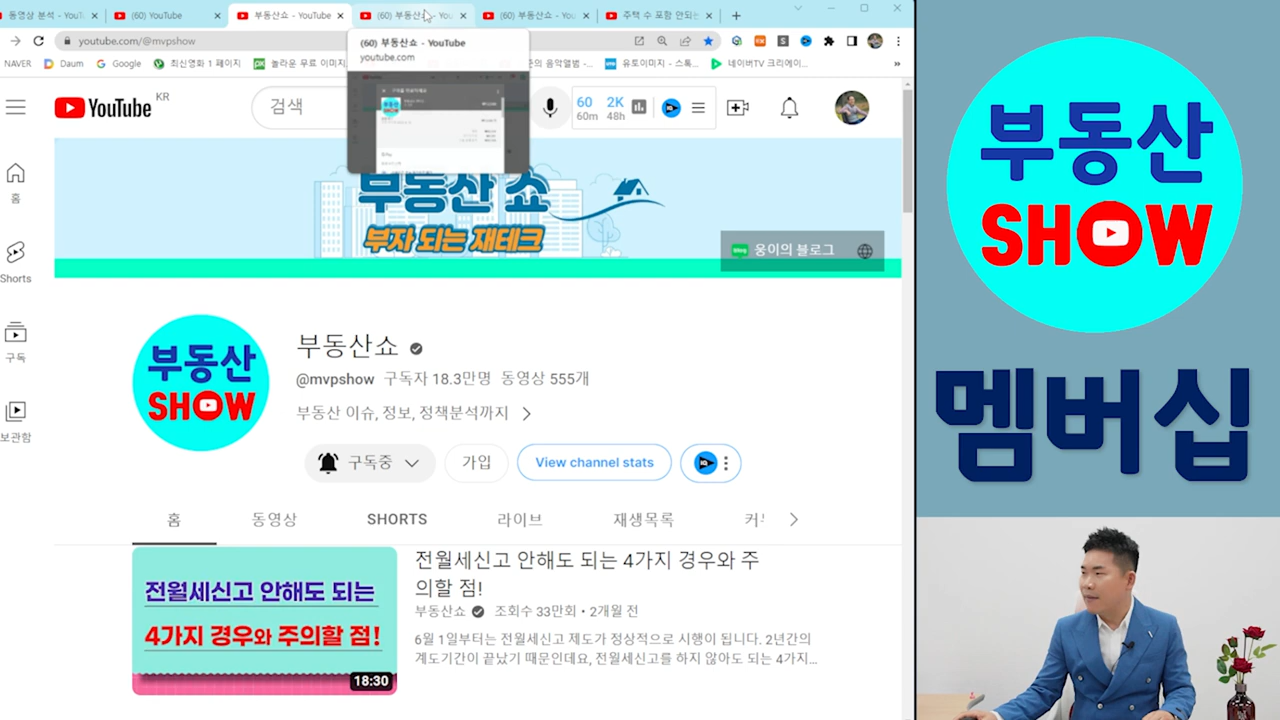 동영상 분석 - YouT
(60) YouTube
부동산쇼 - YouTube
(60) 부동산쇼 - YouTube
주택 수 포함 안되는
youtube.com/@mvpshow
(60) 부동산쇼 - YouTube
youtube.com
NAVER
Daum
Google
최신영화 1 페이지
놀라운 무료 이미지
유토이미지 - 스톡...
네이버TV 크리에이...
YouTube KR
검색
60 2K
60m 48h
홈
Shorts
구독
보관함
부동산 쇼
부자 되는 재테크
웅이의 블로그
부동산
SHOW
부동산쇼
@mvpshow 구독자 18.3만명 동영상 555개
부동산 이슈, 정보, 정책분석까지
구독중
가입
View channel stats
홈
동영상
SHORTS
라이브
재생목록
전월세신고 안해도 되는
4가지 경우와 주의할 점!
18:30
전월세신고 안해도 되는 4가지 경우와 주
의할 점!
부동산쇼 조회수 33만회 • 2개월 전
6월 1일부터는 전월세신고 제도가 정상적으로 시행이 됩니다. 2년간의
계도기간이 끝났기 때문인데요, 전월세신고를 하지 않아도 되는 4가지...
부동산
SHOW
멤버십